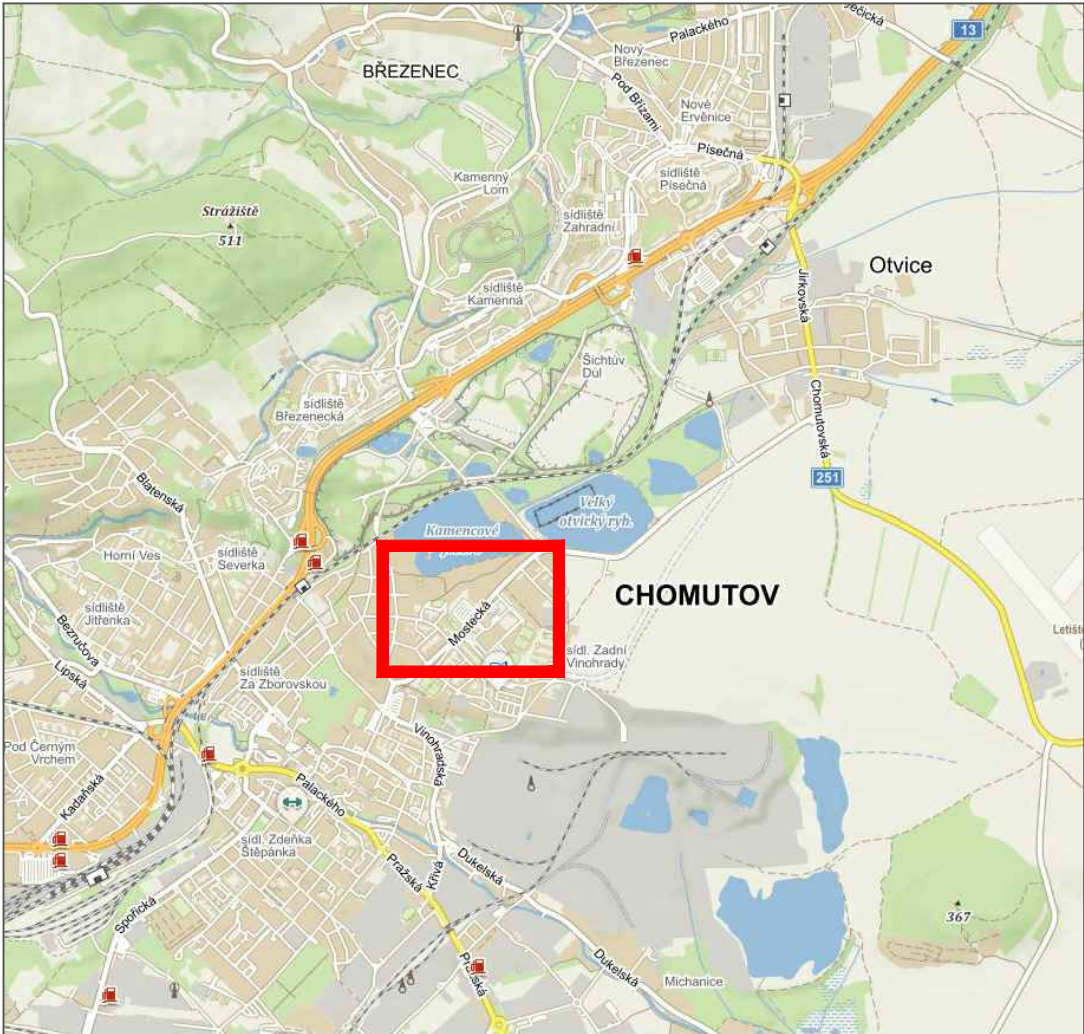 Palackého
13
Nový
Březenec
BŘEZENEC
Pod Břízami
Nové
Ervěnice
Písečná
sídliště
Písečná
Kamenný
Lom
Strážiště
511
sídliště
Zahradní
Otvice
sídliště
Kamenná
Jirkovská
Šichtův
Důl
sídliště
Březenecká
Chomutovská
251
Blatenská
Velký
otvický ryb.
Kamencové
Horní Ves
sídliště
Severka
CHOMUTOV
sídliště
Jitřenka
Mostecká
Bezručova
Letiště
sídl. Zadní
Vinohrady
Lipská
sídliště
Za Zborovskou
Pod Černým
Vrchem
Vinohradská
Kadaňská
Palackého
sídl. Zdeňka
Štěpánka
Pražská
Křivá
Dukelská
Spořická
367
Pražská
Dukelská
Michanice